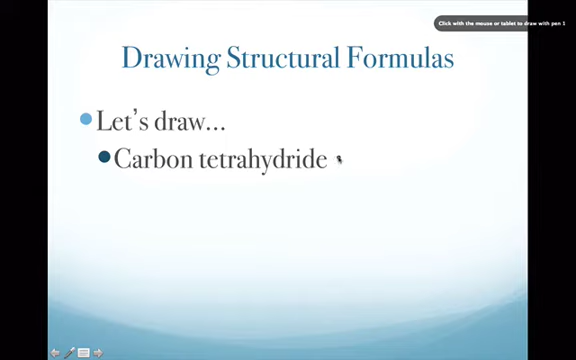 Click with the mouse or tablet to draw with pen 1
Drawing Structural Formulas
Let's draw...
Carbon tetrahydride